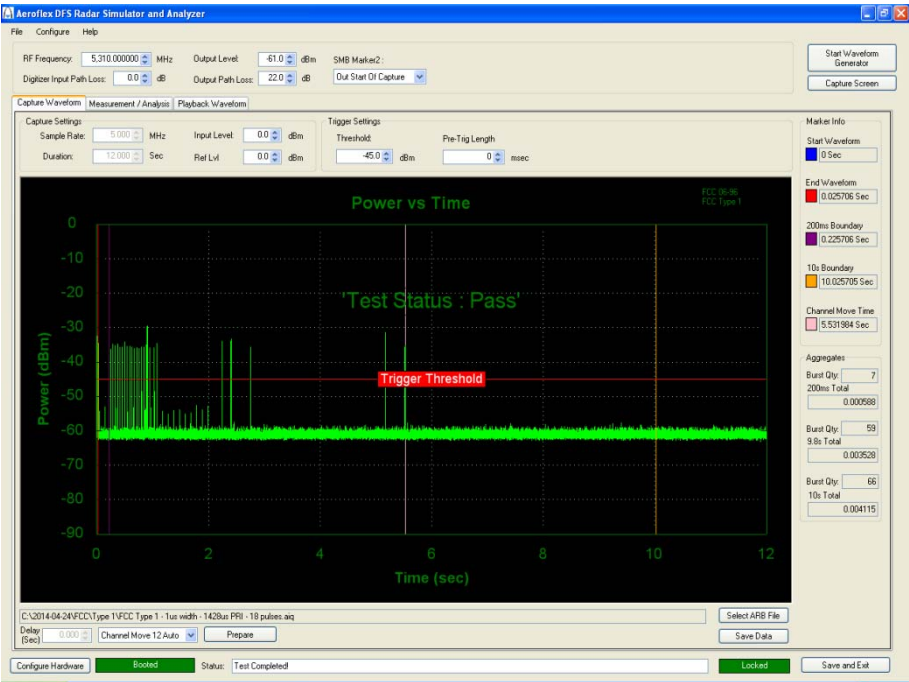 Aeroflex DFS Radar Simulator and Analyzer
File Configure Help
RF Frequency: 5,310.000000 MHz Output Level: -61.0 dBm SMB Marker2 :
Digitizer Input Path Loss: 0.0 dB Output Path Loss: 22.0 dB Out Start Of Capture
Start Waveform Generator
Capture Screen
Capture Waveform Measurement / Analysis Playback Waveform
Capture Settings
Sample Rate: 5.000 MHz Input Level: 0.0 dBm
Duration: 12.000 Sec Ref Lvl 0.0 dBm
Trigger Settings
Threshold: Pre-Trig Length
-45.0 dBm 0 msec
Marker Info
Start Waveform
0 Sec
End Waveform
0.025706 Sec
200ms Boundary
0.225706 Sec
10s Boundary
10.025705 Sec
Channel Move Time
5.531984 Sec
Aggregates
Burst Qty: 7
200ms Total
0.000588
Burst Qty: 59
9.8s Total
0.003528
Burst Qty: 66
10s Total
0.004115
FCC 06-96
FCC Type 1
Power vs Time
'Test Status : Pass'
Trigger Threshold
Power (dBm)
0
-10
-20
-30
-40
-50
-60
-70
-80
-90
0 2 4 6 8 10 12
Time (sec)
C:\2014-04-24\FCC\Type 1\FCC Type 1 - 1us width - 1428us PRI - 18 pulses.aiq
Select ARB File
Delay (Sec) 0.000 Channel Move 12 Auto Prepare
Save Data
Configure Hardware Booted Status: Test Completed! Locked Save and Exit